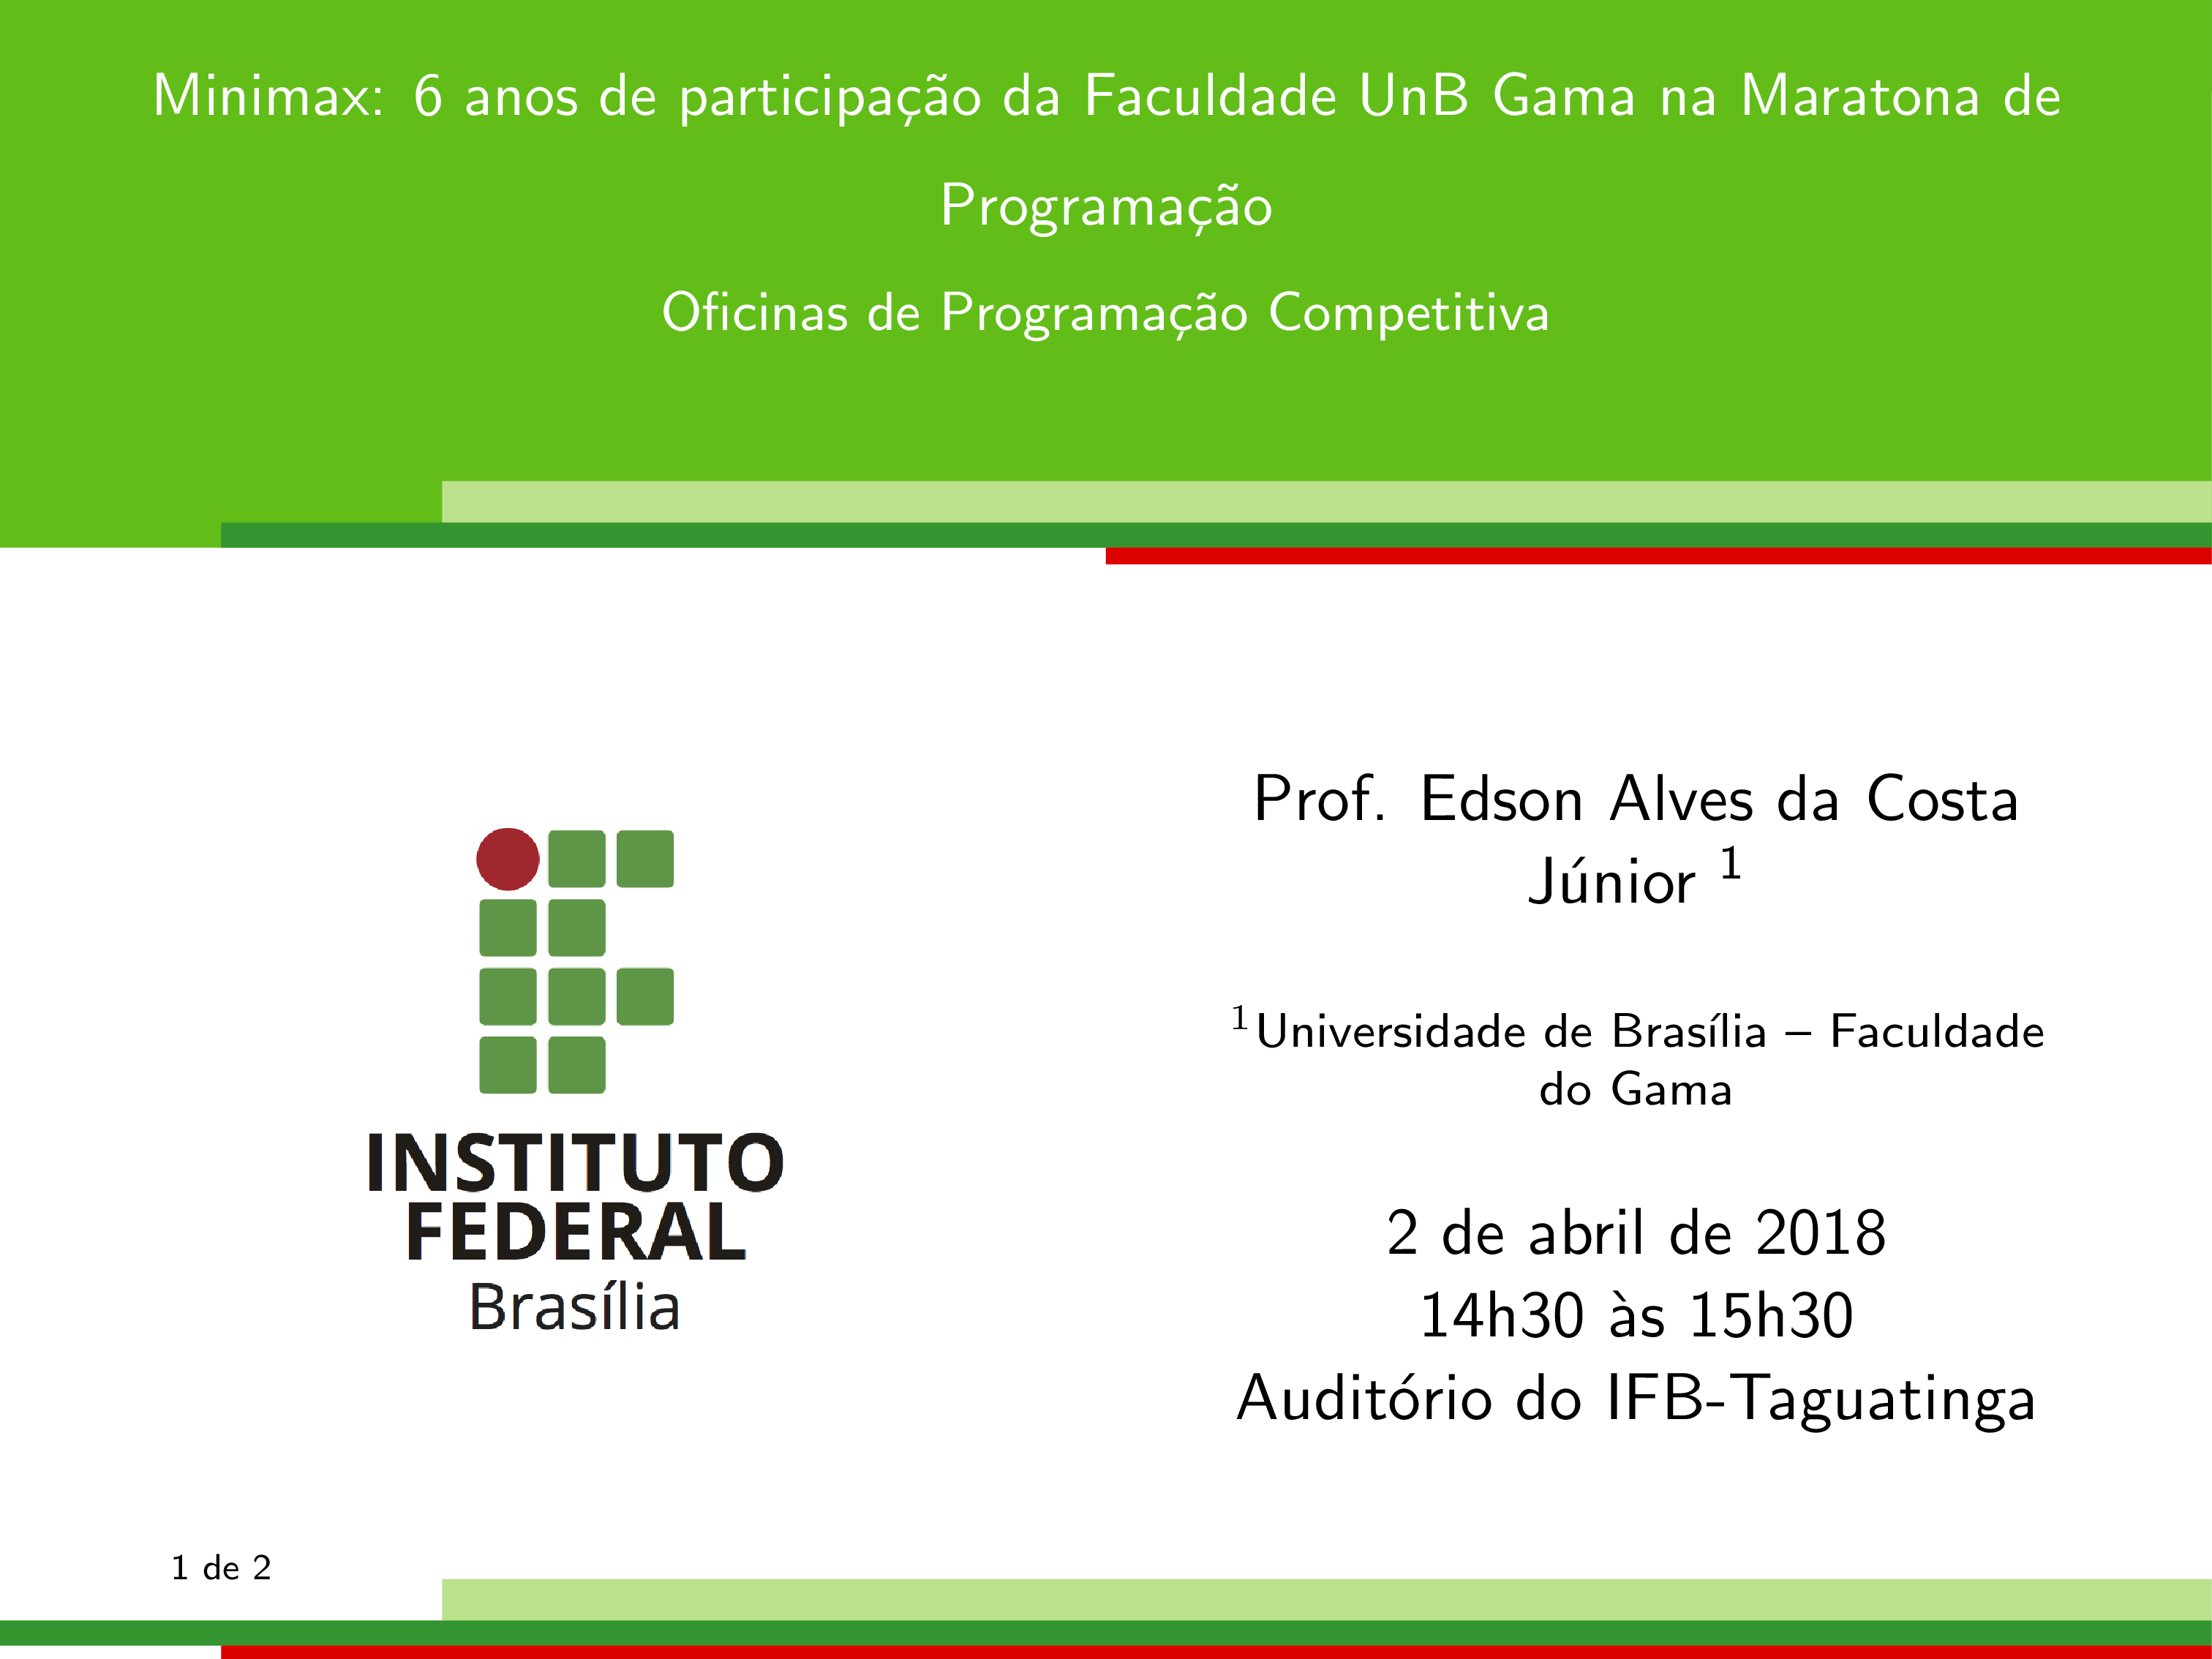 Minimax: 6 anos de participação da Faculdade UnB Gama na Maratona de
Programação
Oficinas de Programação Competitiva
INSTITUTO
FEDERAL
Brasília
Prof. Edson Alves da Costa
Júnior ¹
¹Universidade de Brasília – Faculdade
do Gama
2 de abril de 2018
14h30 às 15h30
Auditório do IFB-Taguatinga
1 de 2